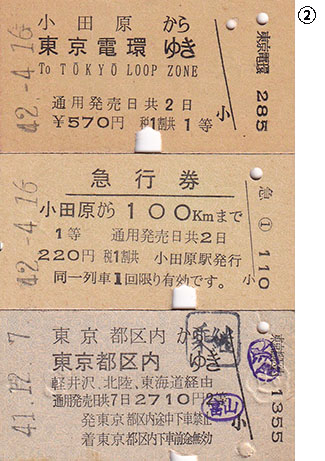 ②
42.-4.16
小田原 から
東京電環 ゆき
To TŌKYŌ LOOP ZONE
通用発売日共2日
￥570円 税1割共 1等
小
東京電環
285
42.-4.16
急行券
小田原から100Kmまで
1等 通用発売日共2日
220円 税1割共 小田原駅発行
同一列車1回限り有効です。
小
急
①
110
東京都区内 から
東京都区内 ゆき
軽井沢、北陸、東海道経由
通用発売日共7日 2710円 2等
発東京都区内途中下車禁止
着東京都区内下車前途無効
富山
小
1355